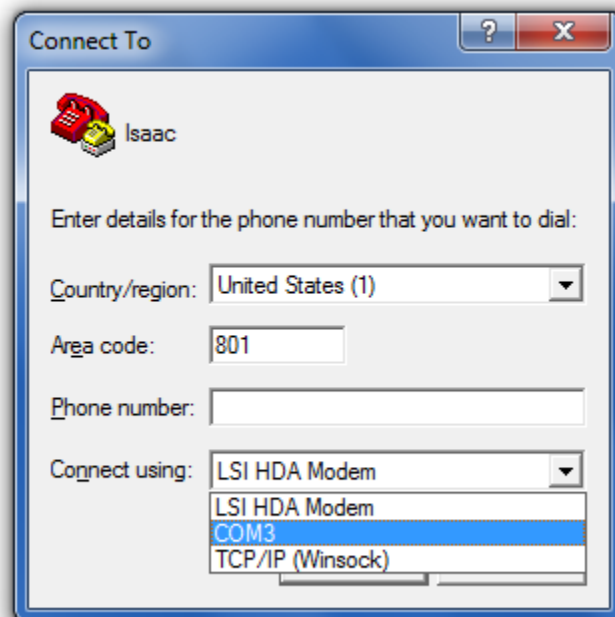 Connect To
?
Isaac
Enter details for the phone number that you want to dial:
Country/region: United States (1)
Area code: 801
Phone number:
Connect using: LSI HDA Modem
LSI HDA Modem
COM3
TCP/IP (Winsock)